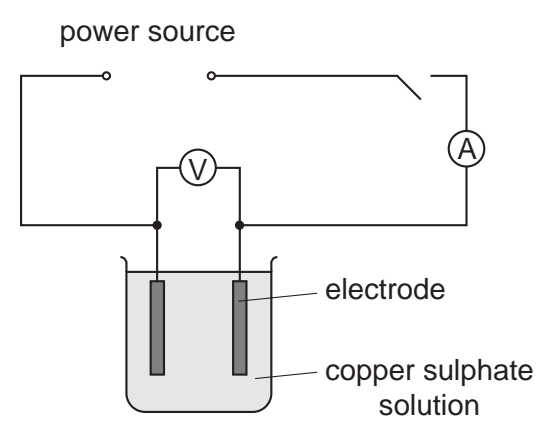 power source
A
V
electrode
copper sulphate
solution